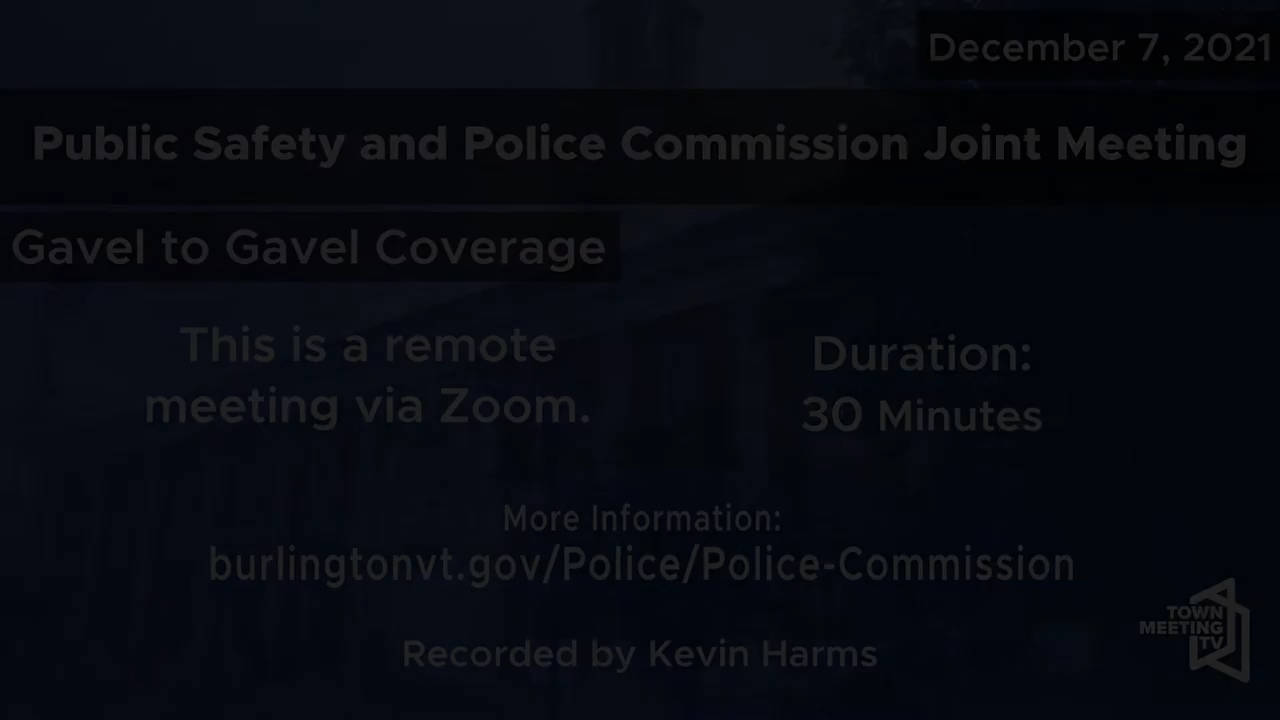 December 7, 2021
Public Safety and Police Commission Joint Meeting
Gavel to Gavel Coverage
This is a remote
meeting via Zoom.
Duration:
30 Minutes
More Information:
burlingtonvt.gov/Police/Police-Commission
Recorded by Kevin Harms
TOWN
MEETING
TV